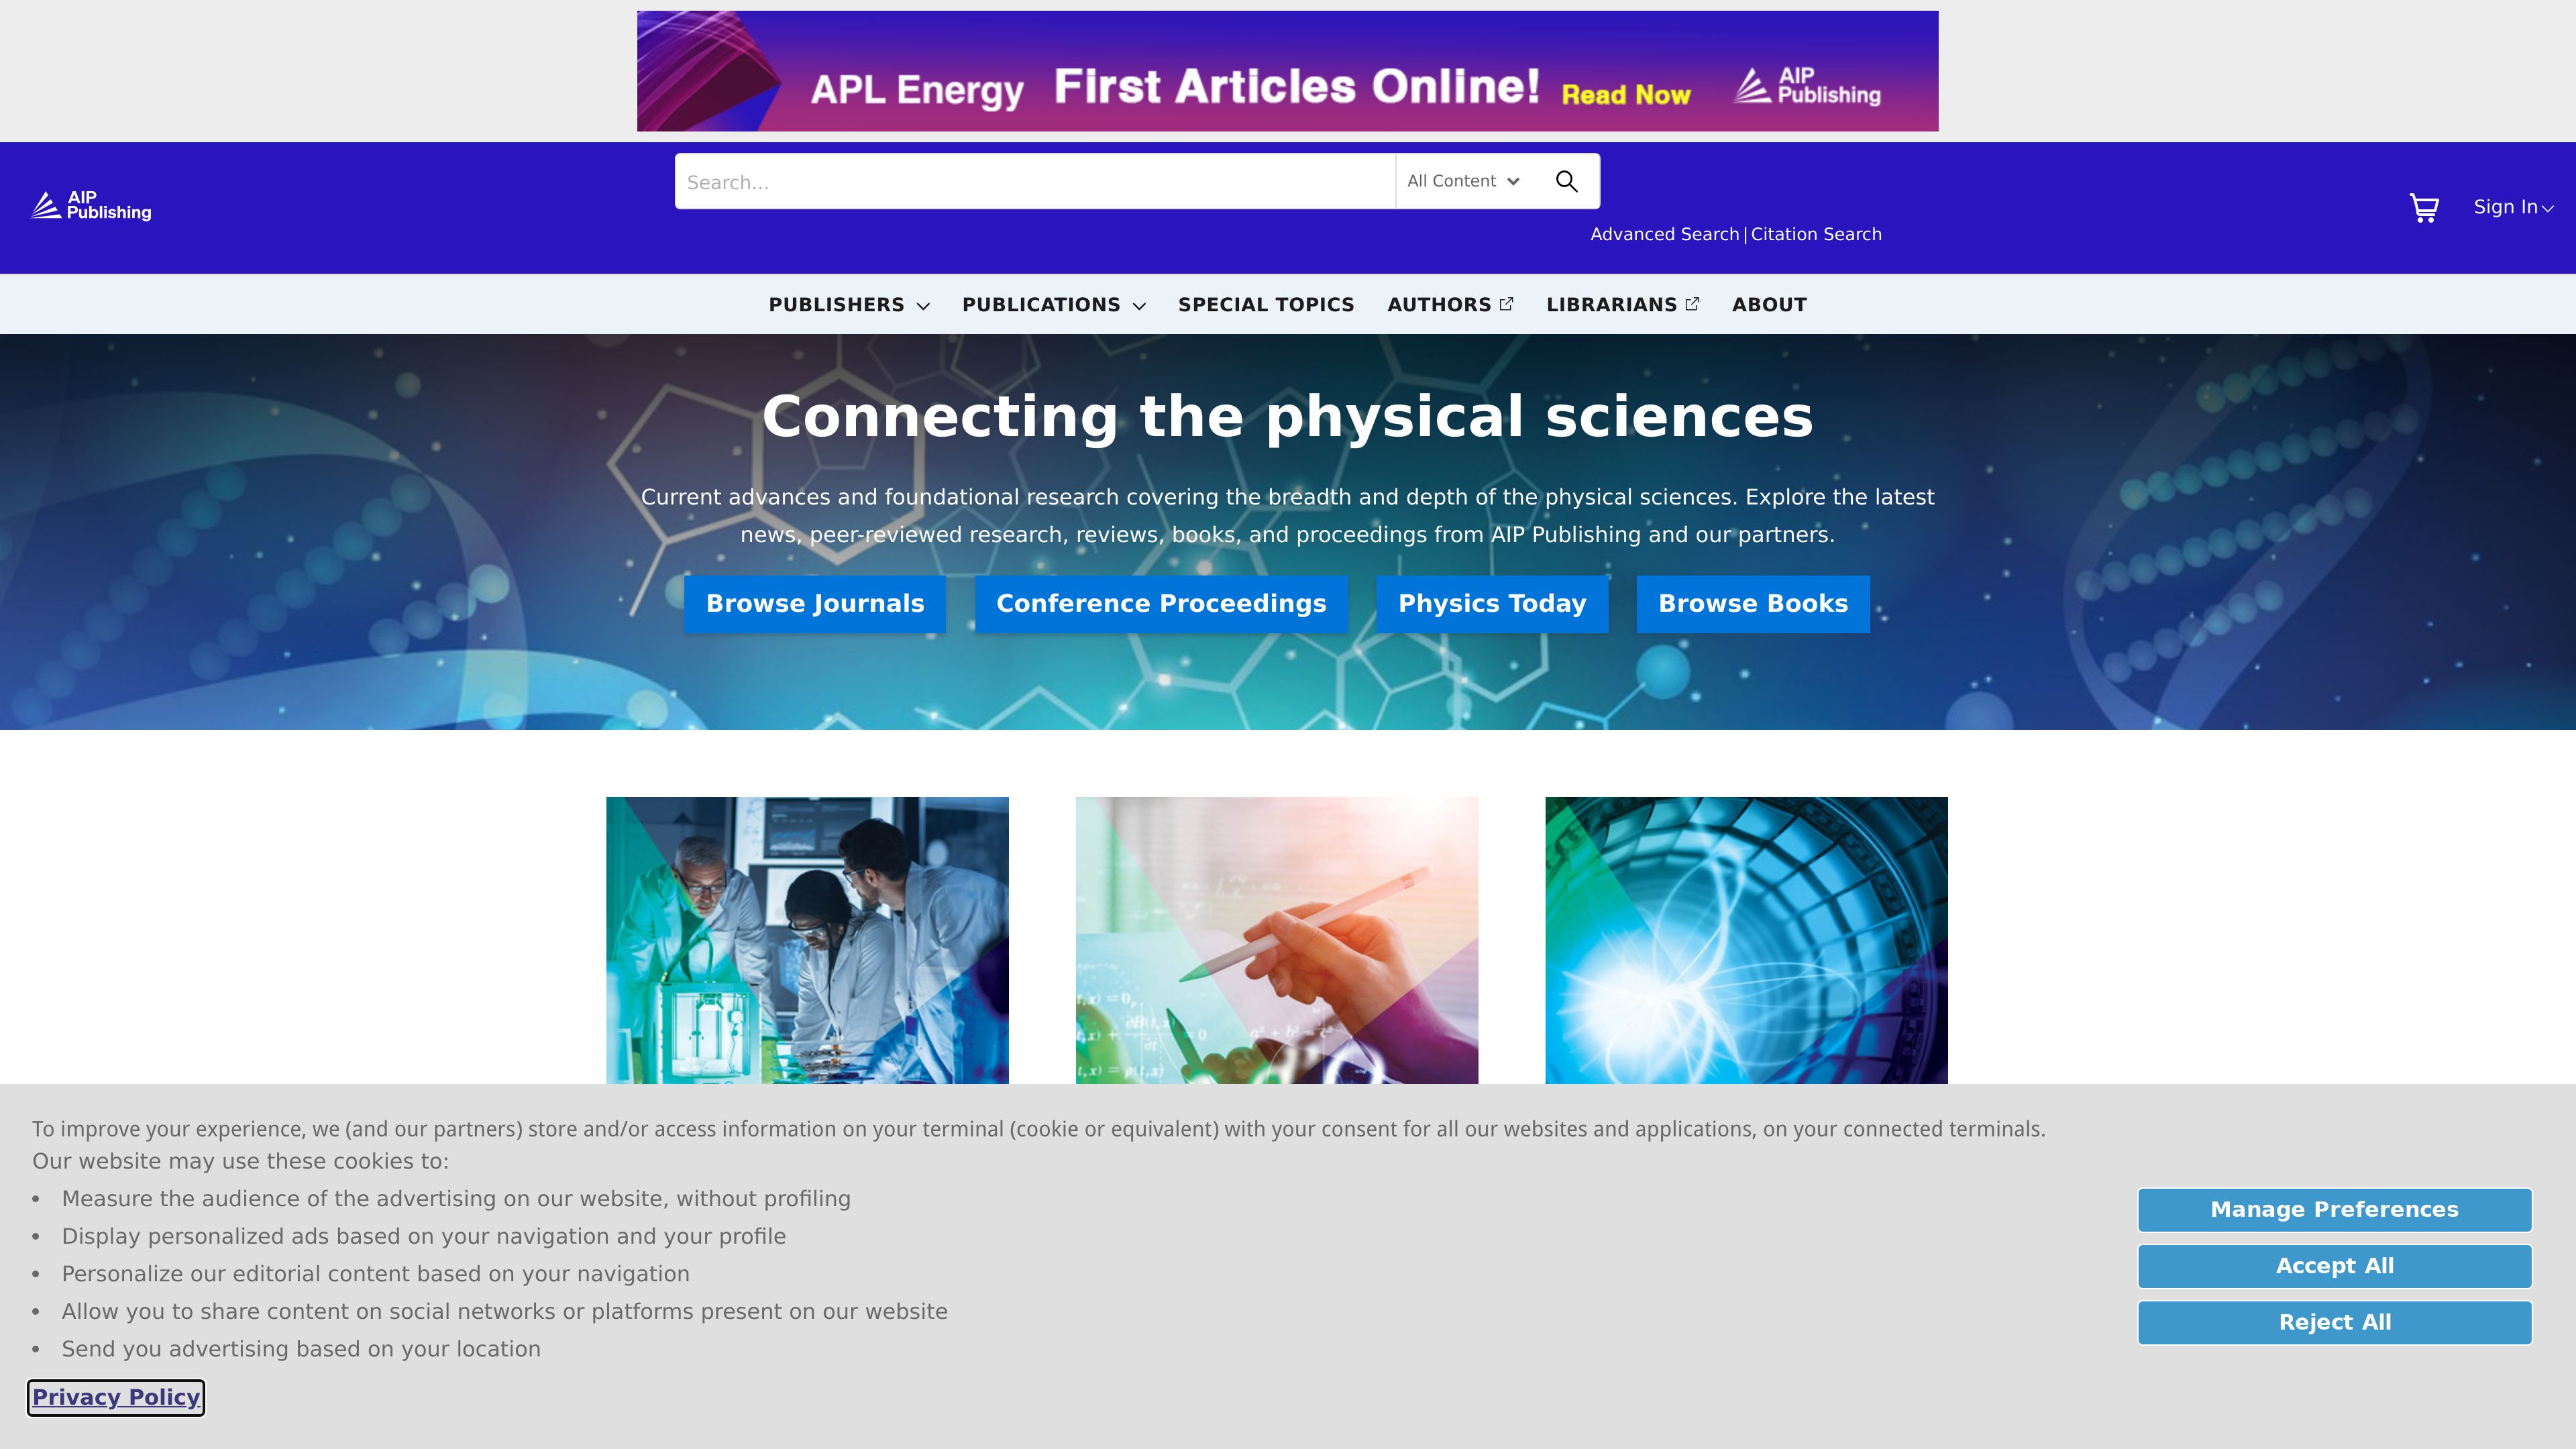 APL Energy First Articles Online! Read Now AIP Publishing
AIP
Publishing
Search...
All Content
Sign In
Advanced Search | Citation Search
PUBLISHERS PUBLICATIONS SPECIAL TOPICS AUTHORS LIBRARIANS ABOUT
Connecting the physical sciences
Current advances and foundational research covering the breadth and depth of the physical sciences. Explore the latest
news, peer-reviewed research, reviews, books, and proceedings from AIP Publishing and our partners.
Browse Journals Conference Proceedings Physics Today Browse Books
To improve your experience, we (and our partners) store and/or access information on your terminal (cookie or equivalent) with your consent for all our websites and applications, on your connected terminals.
Our website may use these cookies to:
• Measure the audience of the advertising on our website, without profiling
• Display personalized ads based on your navigation and your profile
• Personalize our editorial content based on your navigation
• Allow you to share content on social networks or platforms present on our website
• Send you advertising based on your location
Privacy Policy
Manage Preferences
Accept All
Reject All